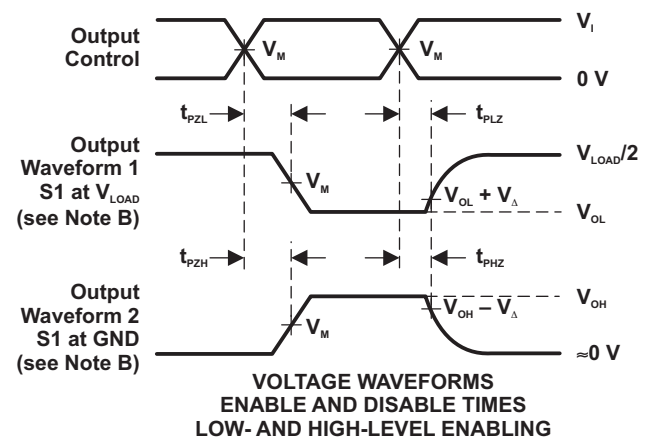 Output
Control
V_M
V_M
V_I
0 V
t_PZL
t_PLZ
Output
Waveform 1
S1 at V_LOAD
(see Note B)
V_M
V_OL + V_Δ
V_LOAD/2
V_OL
t_PZH
t_PHZ
Output
Waveform 2
S1 at GND
(see Note B)
V_M
V_OH – V_Δ
V_OH
≈0 V
VOLTAGE WAVEFORMS
ENABLE AND DISABLE TIMES
LOW- AND HIGH-LEVEL ENABLING